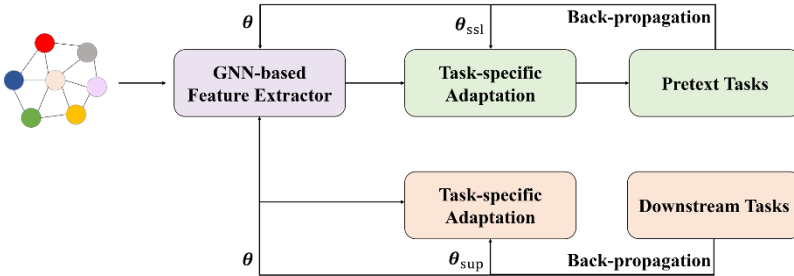 θ
θssl
Back-propagation
GNN-based
Feature Extractor
Task-specific
Adaptation
Pretext Tasks
Task-specific
Adaptation
Downstream Tasks
θ
θsup
Back-propagation